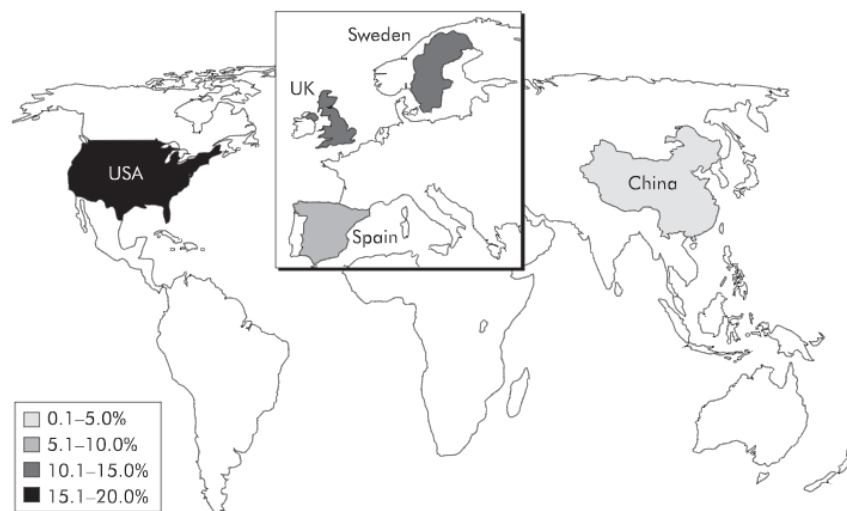 Sweden
UK
USA
China
Spain
0.1–5.0%
5.1–10.0%
10.1–15.0%
15.1–20.0%